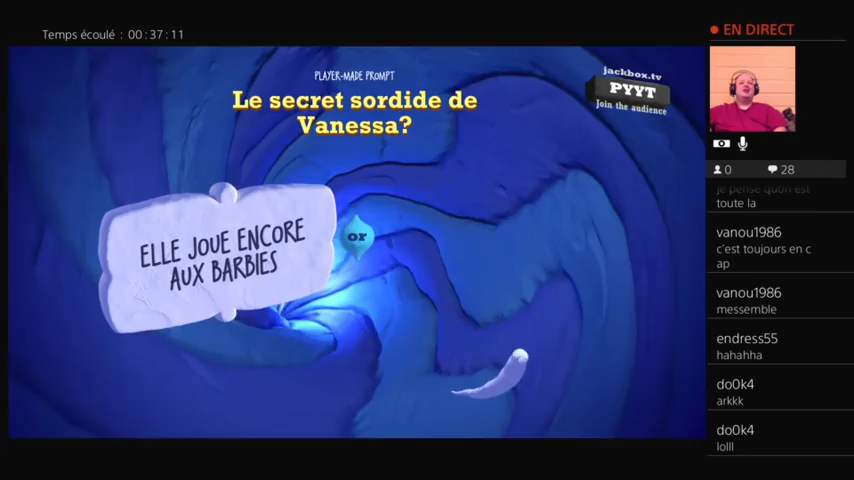 Temps écoulé : 00:37:11
EN DIRECT
PLAYER-MADE PROMPT
Le secret sordide de
Vanessa?
jackbox.tv
PYYT
Join the audience
ELLE JOUE ENCORE
AUX BARBIES
or
0
28
je pense quon est
toute la
vanou1986
c'est toujours en c
ap
vanou1986
messemble
endress55
hahahha
do0k4
arkkk
do0k4
lolll